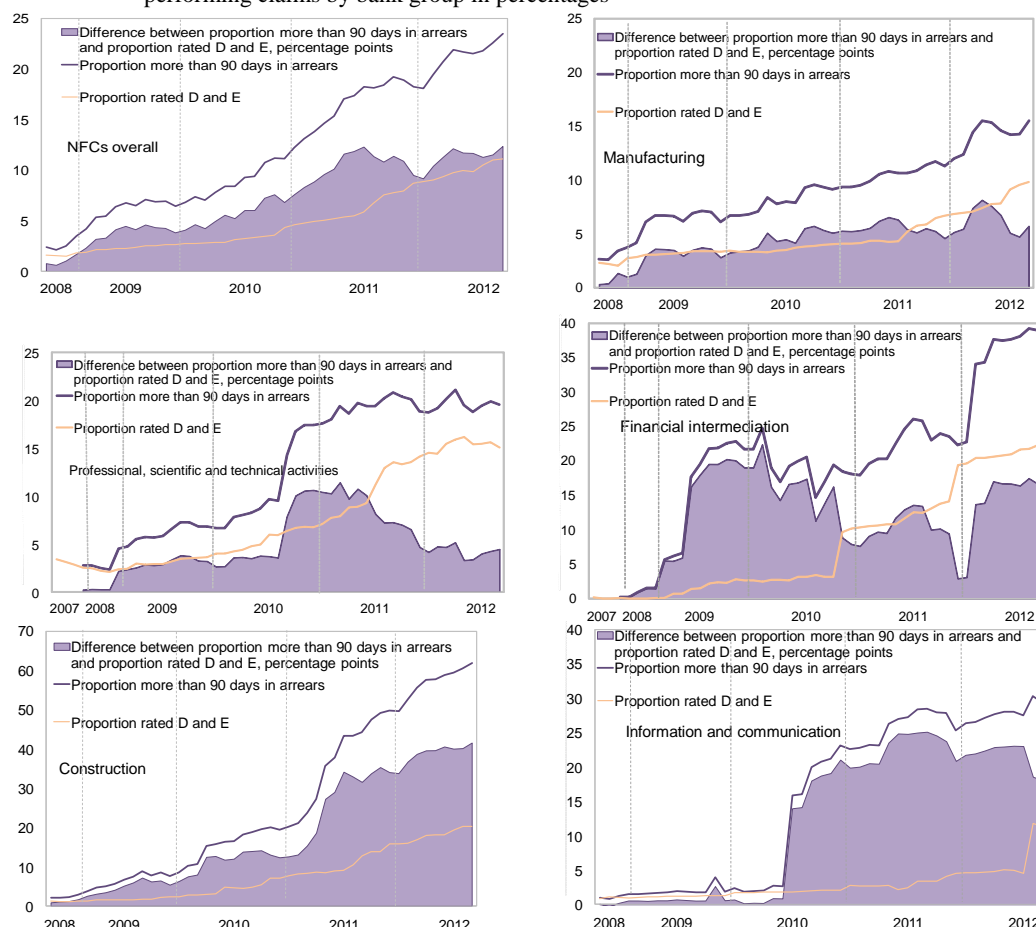 performing claims by bank group in percentages
25
20
15
10
5
0
Difference between proportion more than 90 days in arrears
and proportion rated D and E, percentage points
Proportion more than 90 days in arrears
Proportion rated D and E
NFCs overall
2008 2009 2010 2011 2012
25
20
15
10
5
0
Difference between proportion more than 90 days in arrears and
proportion rated D and E, percentage points
Proportion more than 90 days in arrears
Proportion rated D and E
Manufacturing
2008 2009 2010 2011 2012
25
20
15
10
5
0
Difference between proportion more than 90 days in arrears and
proportion rated D and E, percentage points
Proportion more than 90 days in arrears
Proportion rated D and E
Professional, scientific and technical activities
2007 2008 2009 2010 2011 2012
40
35
30
25
20
15
10
5
0
Difference between proportion more than 90 days in arrears
and proportion rated D and E, percentage points
Proportion more than 90 days in arrears
Proportion rated D and E
Financial intermediation
2007 2008 2009 2010 2011 2012
70
60
50
40
30
20
10
0
Difference between proportion more than 90 days in arrears
and proportion rated D and E, percentage points
Proportion more than 90 days in arrears
Proportion rated D and E
Construction
2008 2009 2010 2011 2012
40
35
30
25
20
15
10
5
0
Difference between proportion more than 90 days in arrears and
proportion rated D and E, percentage points
Proportion more than 90 days in arrears
Proportion rated D and E
Information and communication
2008 2009 2010 2011 2012